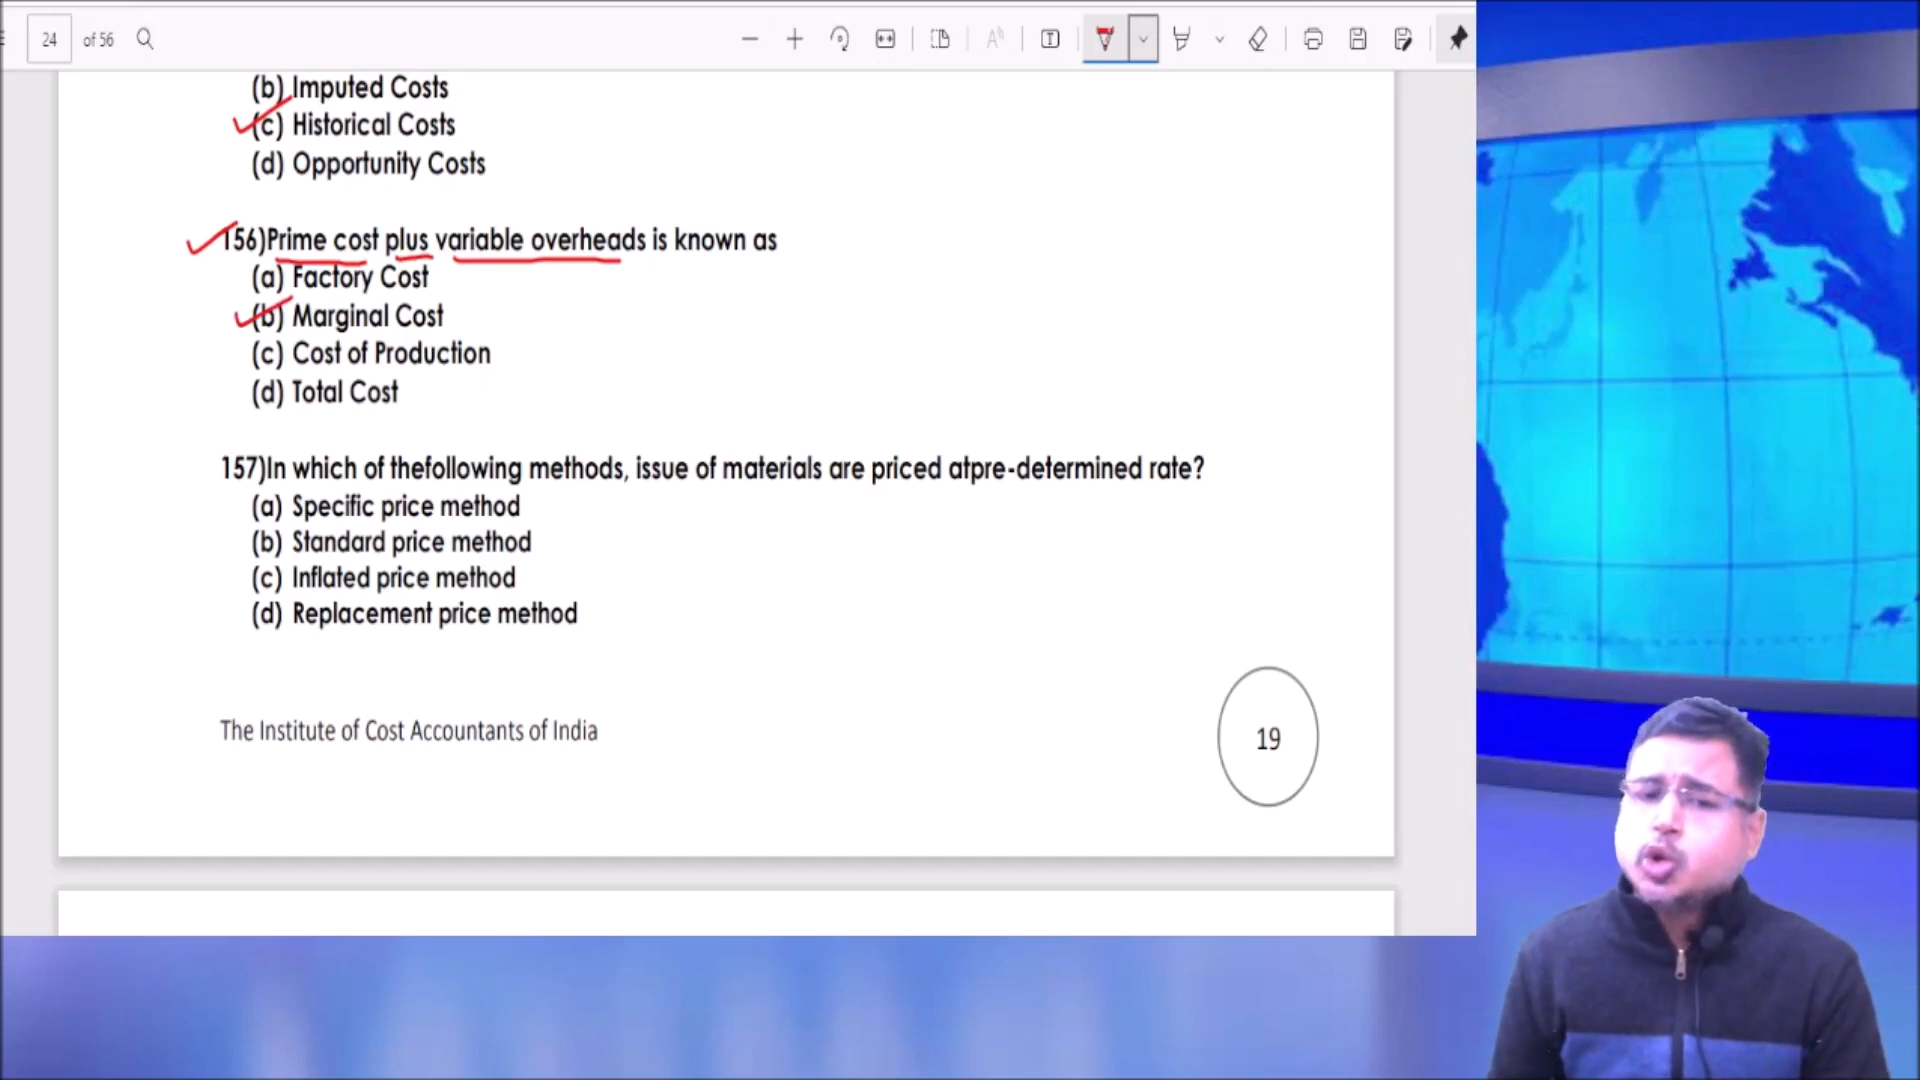 24 of 56
(b) Imputed Costs
(c) Historical Costs
(d) Opportunity Costs
156)Prime cost plus variable overheads is known as
(a) Factory Cost
(b) Marginal Cost
(c) Cost of Production
(d) Total Cost
157)In which of thefollowing methods, issue of materials are priced atpre-determined rate?
(a) Specific price method
(b) Standard price method
(c) Inflated price method
(d) Replacement price method
The Institute of Cost Accountants of India
19